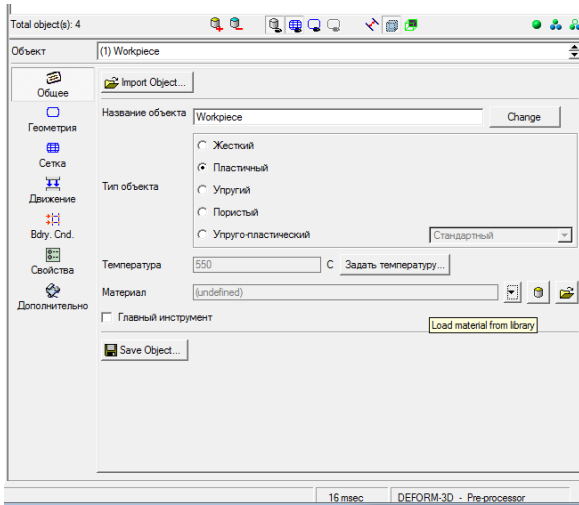 Total object(s): 4
Объект
(1) Workpiece
Общее
Import Object...
Геометрия
Название объекта
Workpiece
Change
Сетка
Тип объекта
Жесткий
Пластичный
Упругий
Пористый
Упруго-пластический
Стандартный
Движение
Bdry. Cnd.
Свойства
Температура
550
C
Задать температуру...
Дополнительно
Материал
(undefined)
Главный инструмент
Load material from library
Save Object...
16 msec
DEFORM-3D - Pre-processor